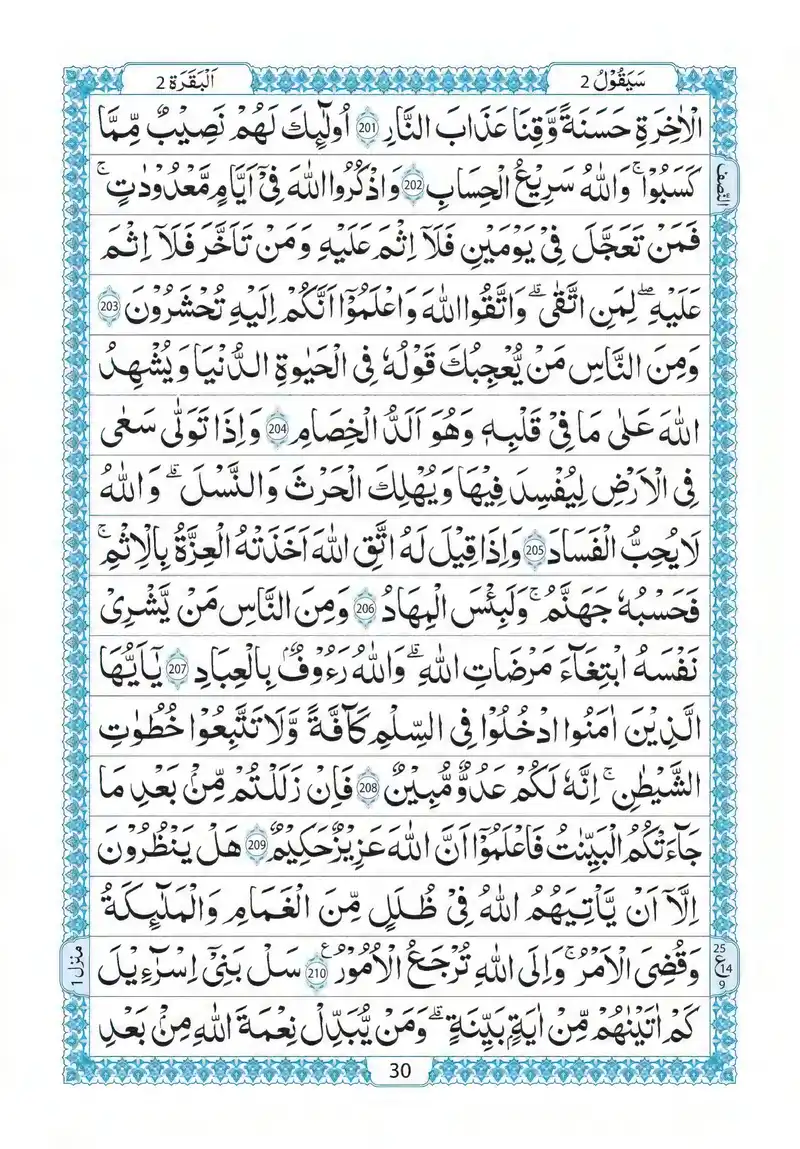 سَيَقُوْلُ 2
اَلْبَقَرَة 2
الْاٰخِرَةِ حَسَنَةً وَّقِنَا عَذَابَ النَّارِ 201 اُولٰٓئِكَ لَهُمْ نَصِيْبٌ مِّمَّا
كَسَبُوْا ؕ وَاللّٰهُ سَرِيْعُ الْحِسَابِ 202 وَاذْكُرُوا اللّٰهَ فِيْٓ اَيَّامٍ مَّعْدُوْدٰتٍ ؕ
النّصف
فَمَنْ تَعَجَّلَ فِيْ يَوْمَيْنِ فَلَآ اِثْمَ عَلَيْهِ وَمَنْ تَاَخَّرَ فَلَآ اِثْمَ
عَلَيْهِ ۙ لِمَنِ اتَّقٰى ؕ وَاتَّقُوا اللّٰهَ وَاعْلَمُوْٓا اَنَّكُمْ اِلَيْهِ تُحْشَرُوْنَ 203
وَمِنَ النَّاسِ مَنْ يُّعْجِبُكَ قَوْلُهٗ فِي الْحَيٰوةِ الدُّنْيَا وَيُشْهِدُ
اللّٰهَ عَلٰى مَا فِيْ قَلْبِهٖ وَهُوَ اَلَدُّ الْخِصَامِ 204 وَاِذَا تَوَلّٰى سَعٰى
فِي الْاَرْضِ لِيُفْسِدَ فِيْهَا وَيُهْلِكَ الْحَرْثَ وَالنَّسْلَ ؕ وَاللّٰهُ
لَا يُحِبُّ الْفَسَادَ 205 وَاِذَا قِيْلَ لَهُ اتَّقِ اللّٰهَ اَخَذَتْهُ الْعِزَّةُ بِالْاِثْمِ ۚ
فَحَسْبُهٗ جَهَنَّمُ ۚ وَلَبِئْسَ الْمِهَادُ 206 وَمِنَ النَّاسِ مَنْ يَّشْرِيْ
نَفْسَهُ ابْتِغَآءَ مَرْضَاتِ اللّٰهِ ؕ وَاللّٰهُ رَءُوْفٌۢ بِالْعِبَادِ 207 يٰٓاَيُّهَا
الَّذِيْنَ اٰمَنُوا ادْخُلُوْا فِي السِّلْمِ كَآفَّةً وَّلَا تَتَّبِعُوْا خُطُوٰتِ
الشَّيْطٰنِ ۚ اِنَّهٗ لَكُمْ عَدُوٌّ مُّبِيْنٌ 208 فَاِنْ زَلَلْتُمْ مِّنْۢ بَعْدِ مَا
جَآءَتْكُمُ الْبَيِّنٰتُ فَاعْلَمُوْٓا اَنَّ اللّٰهَ عَزِيْزٌ حَكِيْمٌ 209 هَلْ يَنْظُرُوْنَ
اِلَّآ اَنْ يَّاْتِيَهُمُ اللّٰهُ فِيْ ظُلَلٍ مِّنَ الْغَمَامِ وَالْمَلٰٓئِكَةُ
وَقُضِيَ الْاَمْرُ ۚ وَاِلَى اللّٰهِ تُرْجَعُ الْاُمُوْرُ 210 سَلْ بَنِيْٓ اِسْرَآءِيْلَ
25
ع 14
9
منزل 1
كَمْ اٰتَيْنٰهُمْ مِّنْ اٰيَةٍۭ بَيِّنَةٍ ؕ وَمَنْ يُّبَدِّلْ نِعْمَةَ اللّٰهِ مِنْۢ بَعْدِ
30